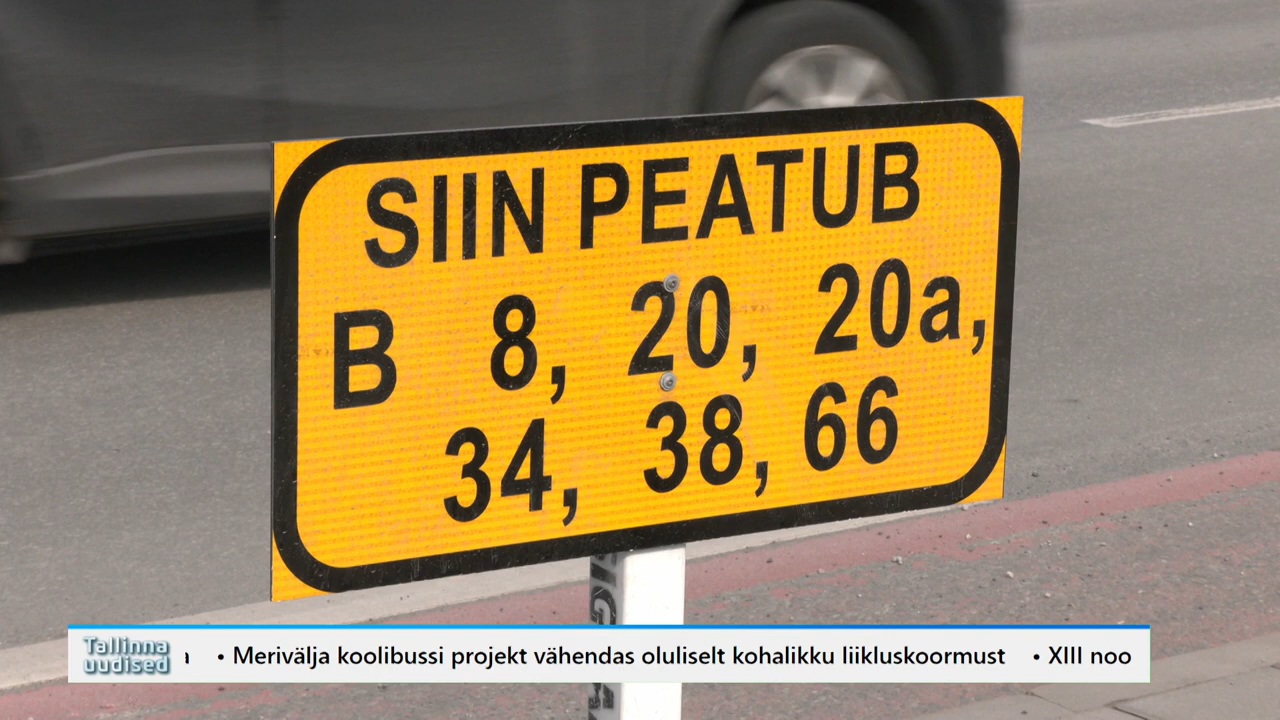 SIIN PEATUB
B 8, 20, 20a,
34, 38, 66
Tallinna
uudised
• Merivälja koolibussi projekt vähendas oluliselt kohalikku liikluskoormust • XIII noo